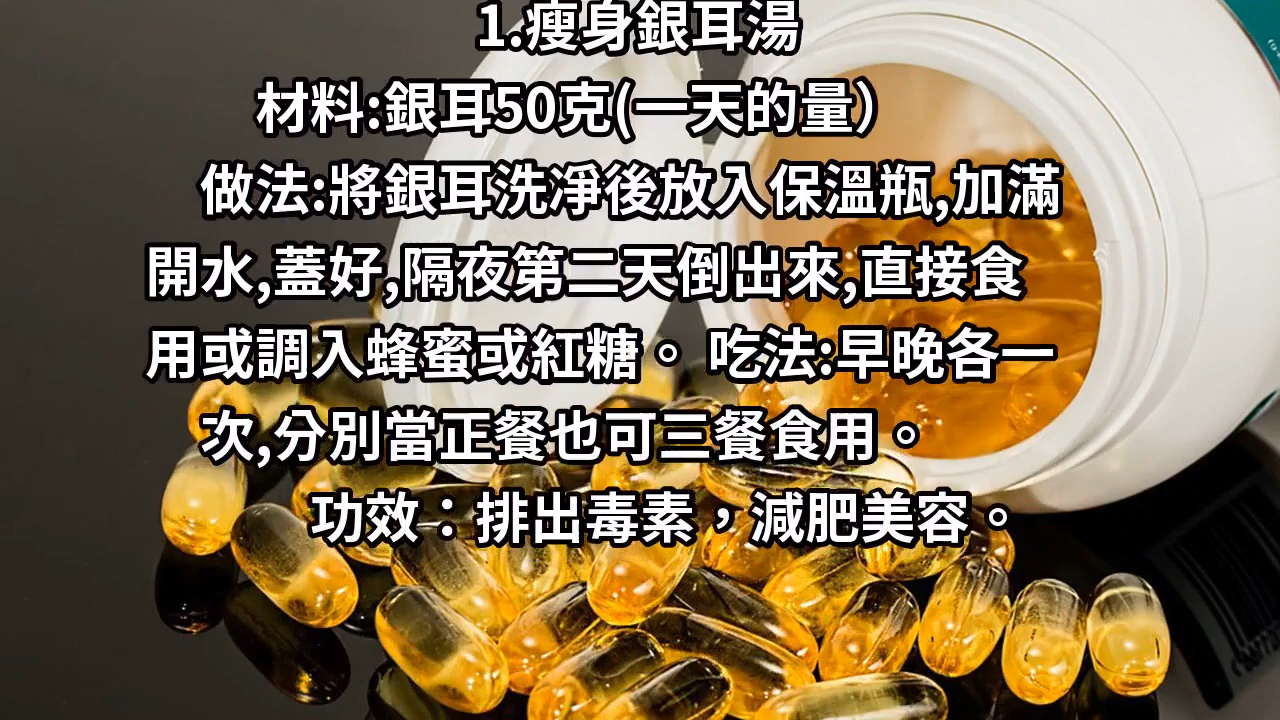 1.瘦身銀耳湯
材料:銀耳50克(一天的量)
做法:將銀耳洗淨後放入保溫瓶,加滿
開水,蓋好,隔夜第二天倒出來,直接食
用或調入蜂蜜或紅糖。 吃法:早晚各一
次,分別當正餐也可三餐食用。
功效：排出毒素，減肥美容。